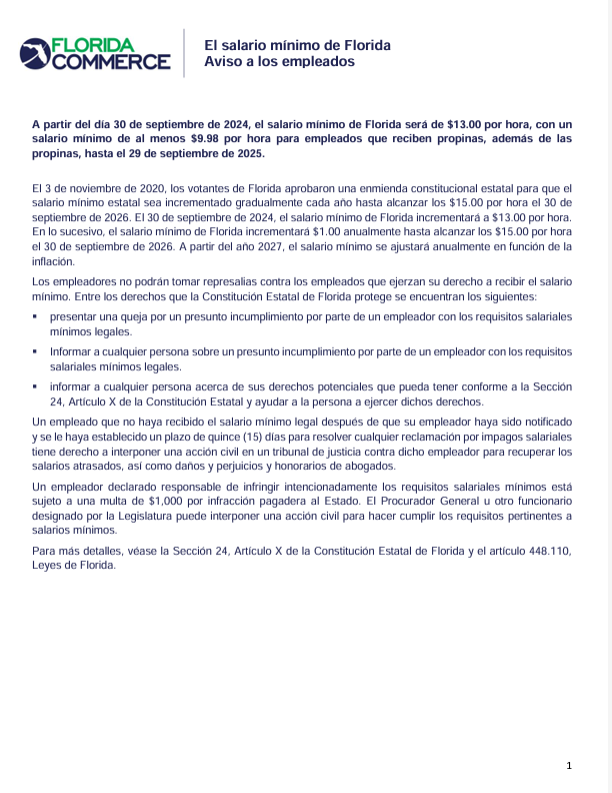 FLORIDA
COMMERCE
El salario mínimo de Florida
Aviso a los empleados
A partir del día 30 de septiembre de 2024, el salario mínimo de Florida será de $13.00 por hora, con un
salario mínimo de al menos $9.98 por hora para empleados que reciben propinas, además de las
propinas, hasta el 29 de septiembre de 2025.
El 3 de noviembre de 2020, los votantes de Florida aprobaron una enmienda constitucional estatal para que el
salario mínimo estatal sea incrementado gradualmente cada año hasta alcanzar los $15.00 por hora el 30 de
septiembre de 2026. El 30 de septiembre de 2024, el salario mínimo de Florida incrementará a $13.00 por hora.
En lo sucesivo, el salario mínimo de Florida incrementará $1.00 anualmente hasta alcanzar los $15.00 por hora
el 30 de septiembre de 2026. A partir del año 2027, el salario mínimo se ajustará anualmente en función de la
inflación.
Los empleadores no podrán tomar represalias contra los empleados que ejerzan su derecho a recibir el salario
mínimo. Entre los derechos que la Constitución Estatal de Florida protege se encuentran los siguientes:
▪ presentar una queja por un presunto incumplimiento por parte de un empleador con los requisitos salariales
mínimos legales.
▪ Informar a cualquier persona sobre un presunto incumplimiento por parte de un empleador con los requisitos
salariales mínimos legales.
▪ informar a cualquier persona acerca de sus derechos potenciales que pueda tener conforme a la Sección
24, Artículo X de la Constitución Estatal y ayudar a la persona a ejercer dichos derechos.
Un empleado que no haya recibido el salario mínimo legal después de que su empleador haya sido notificado
y se le haya establecido un plazo de quince (15) días para resolver cualquier reclamación por impagos salariales
tiene derecho a interponer una acción civil en un tribunal de justicia contra dicho empleador para recuperar los
salarios atrasados, así como daños y perjuicios y honorarios de abogados.
Un empleador declarado responsable de infringir intencionadamente los requisitos salariales mínimos está
sujeto a una multa de $1,000 por infracción pagadera al Estado. El Procurador General u otro funcionario
designado por la Legislatura puede interponer una acción civil para hacer cumplir los requisitos pertinentes a
salarios mínimos.
Para más detalles, véase la Sección 24, Artículo X de la Constitución Estatal de Florida y el artículo 448.110,
Leyes de Florida.
1